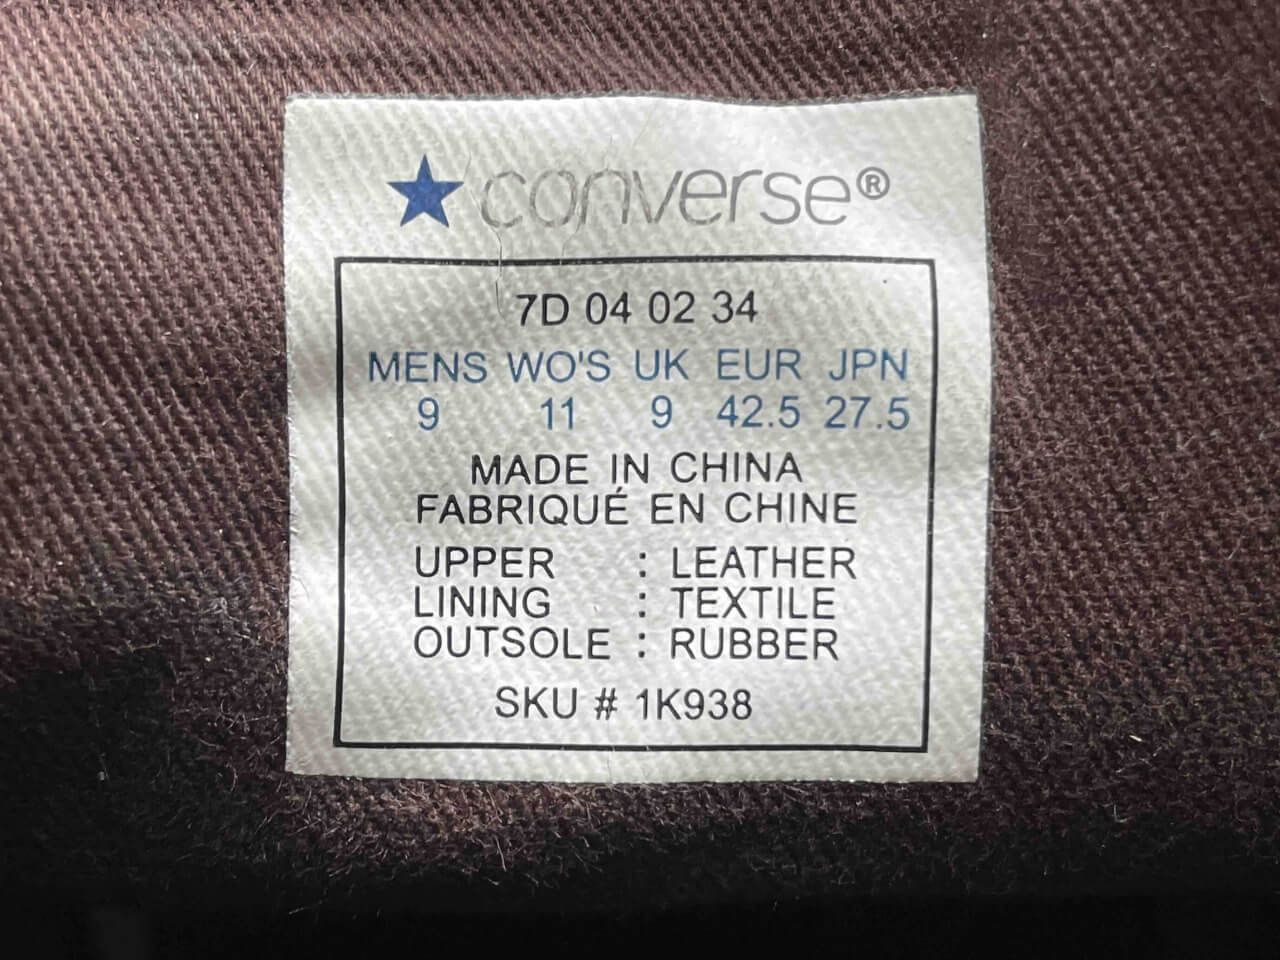 converse®
7D 04 02 34
MENS WO'S UK EUR JPN
9 11 9 42.5 27.5
MADE IN CHINA
FABRIQUÉ EN CHINE
UPPER : LEATHER
LINING : TEXTILE
OUTSOLE : RUBBER
SKU # 1K938